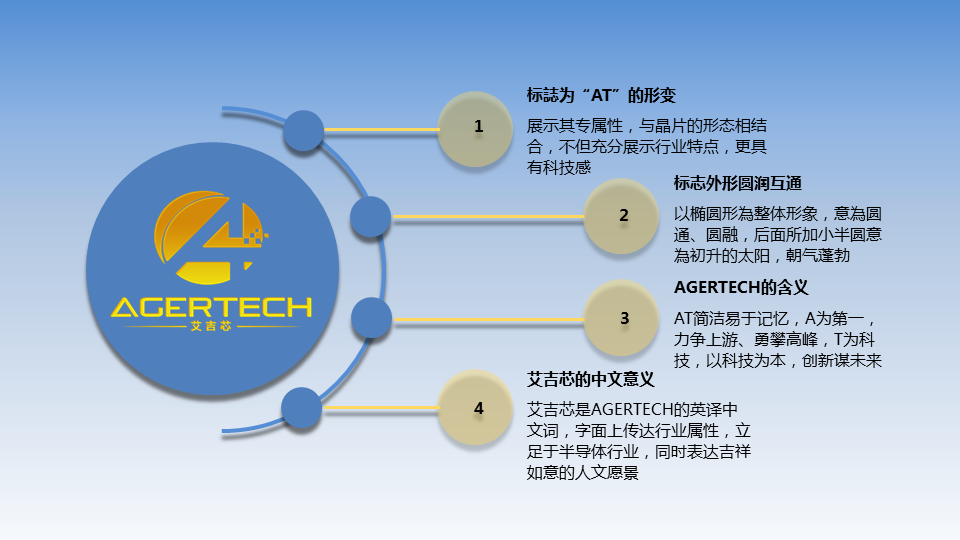 AGERTECH
艾吉芯
1
标誌为“AT”的形变
展示其专属性，与晶片的形态相结
合，不但充分展示行业特点，更具
有科技感
2
标志外形圆润互通
以椭圆形為整体形象，意為圆
通、圆融，后面所加小半圆意
為初升的太阳，朝气蓬勃
3
AGERTECH的含义
AT简洁易于记忆，A为第一，
力争上游、勇攀高峰，T为科
技，以科技为本，创新谋未来
4
艾吉芯的中文意义
艾吉芯是AGERTECH的英译中
文词，字面上传达行业属性，立
足于半导体行业，同时表达吉祥
如意的人文愿景